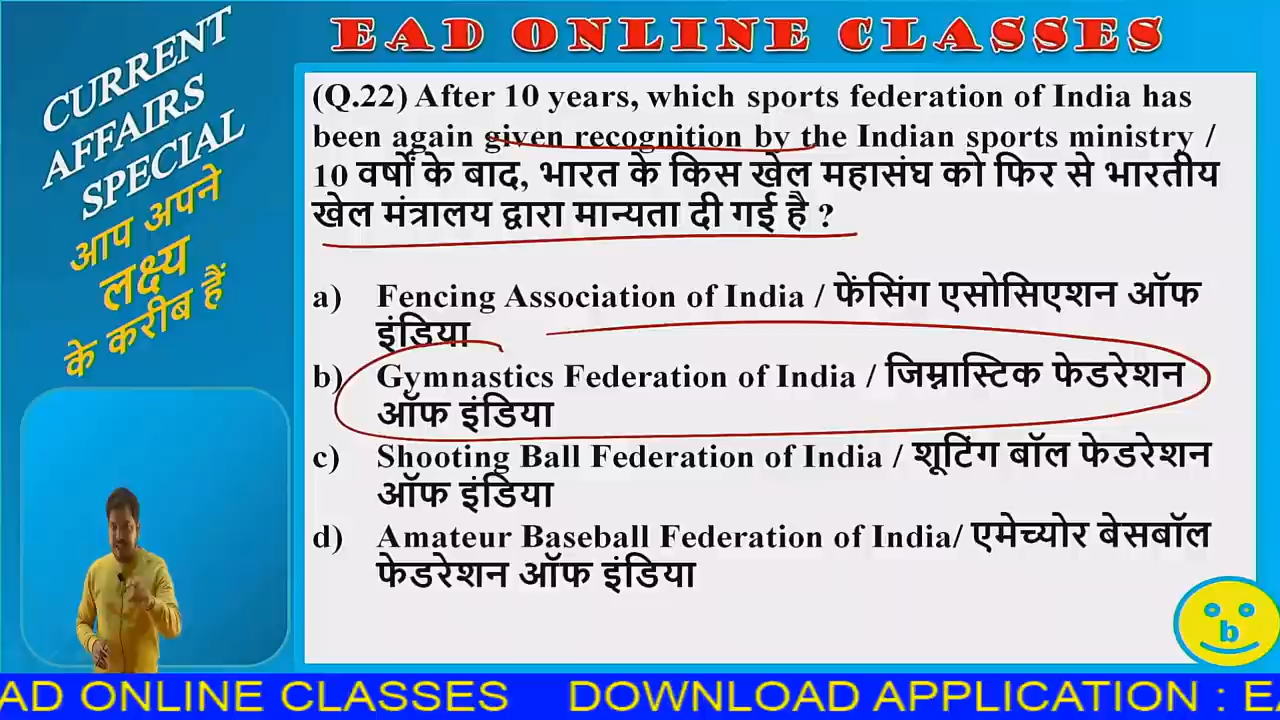 EAD ONLINE CLASSES
CURRENT
AFFAIRS
SPECIAL
आप अपने
लक्ष्य
के करीब हैं
(Q.22) After 10 years, which sports federation of India has
been again given recognition by the Indian sports ministry /
10 वर्षों के बाद, भारत के किस खेल महासंघ को फिर से भारतीय
खेल मंत्रालय द्वारा मान्यता दी गई है ?
a) Fencing Association of India / फेंसिंग एसोसिएशन ऑफ
इंडिया
b) Gymnastics Federation of India / जिम्नास्टिक फेडरेशन
ऑफ इंडिया
c) Shooting Ball Federation of India / शूटिंग बॉल फेडरेशन
ऑफ इंडिया
d) Amateur Baseball Federation of India/ एमेच्योर बेसबॉल
फेडरेशन ऑफ इंडिया
b
EAD ONLINE CLASSES DOWNLOAD APPLICATION : EA